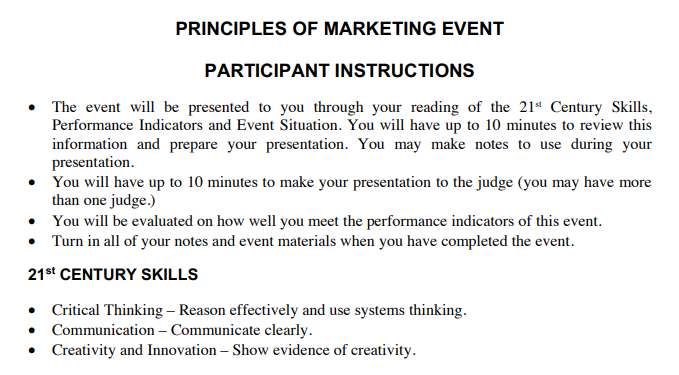 PRINCIPLES OF MARKETING EVENT
PARTICIPANT INSTRUCTIONS
• The event will be presented to you through your reading of the 21st Century Skills,
Performance Indicators and Event Situation. You will have up to 10 minutes to review this
information and prepare your presentation. You may make notes to use during your
presentation.
• You will have up to 10 minutes to make your presentation to the judge (you may have more
than one judge.)
• You will be evaluated on how well you meet the performance indicators of this event.
• Turn in all of your notes and event materials when you have completed the event.
21st CENTURY SKILLS
• Critical Thinking – Reason effectively and use systems thinking.
• Communication – Communicate clearly.
• Creativity and Innovation – Show evidence of creativity.